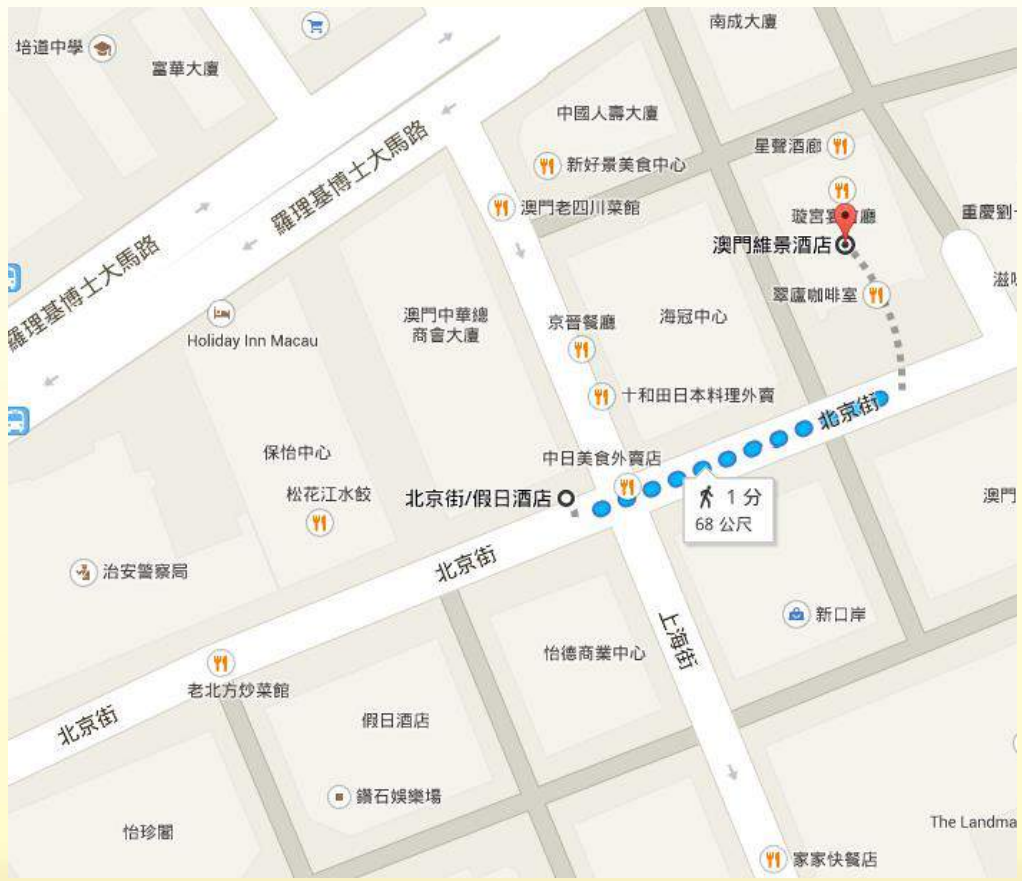 南成大廈
培道中學
富華大廈
中國人壽大廈
羅理基博士大馬路
星聲酒廊
新好景美食中心
澳門老四川菜館
重慶劉一
澳門維景酒店
羅理基博士大馬路
翠廬咖啡室
澳門中華總
商會大廈
京晉餐廳
海冠中心
Holiday Inn Macau
十和田日本料理外賣
北京街
保怡中心
中日美食外賣店
松花江水餃
北京街/假日酒店
1 分
68 公尺
澳門
北京街
治安警察局
新口岸
上海街
怡德商業中心
老北方炒菜館
北京街
假日酒店
鑽石娛樂場
怡珍閣
The Landma
家家快餐店